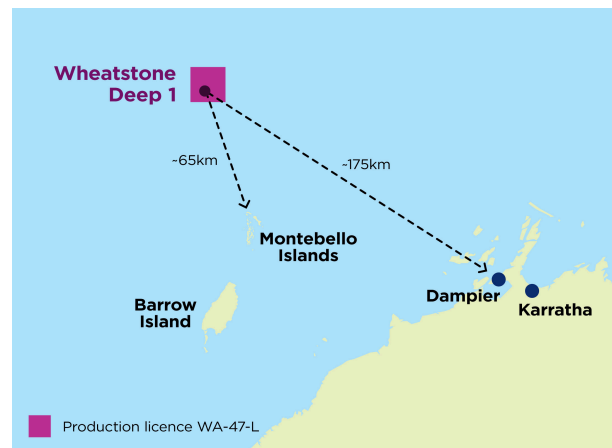 Wheatstone
Deep 1
~65km
~175km
Montebello
Islands
Barrow
Island
Dampier
Karratha
Production licence WA-47-L